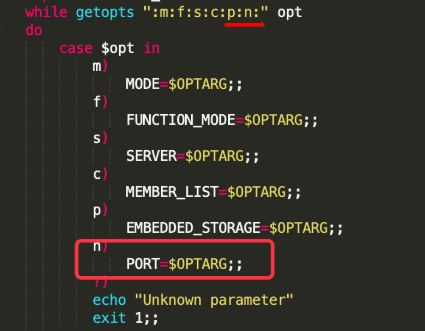 while getopts ":m:f:s:c:p:n:" opt
do
case $opt in
m)
MODE=$OPTARG;;
f)
FUNCTION_MODE=$OPTARG;;
s)
SERVER=$OPTARG;;
c)
MEMBER_LIST=$OPTARG;;
p)
EMBEDDED_STORAGE=$OPTARG;;
n)
PORT=$OPTARG;;
?)
echo "Unknown parameter"
exit 1;;